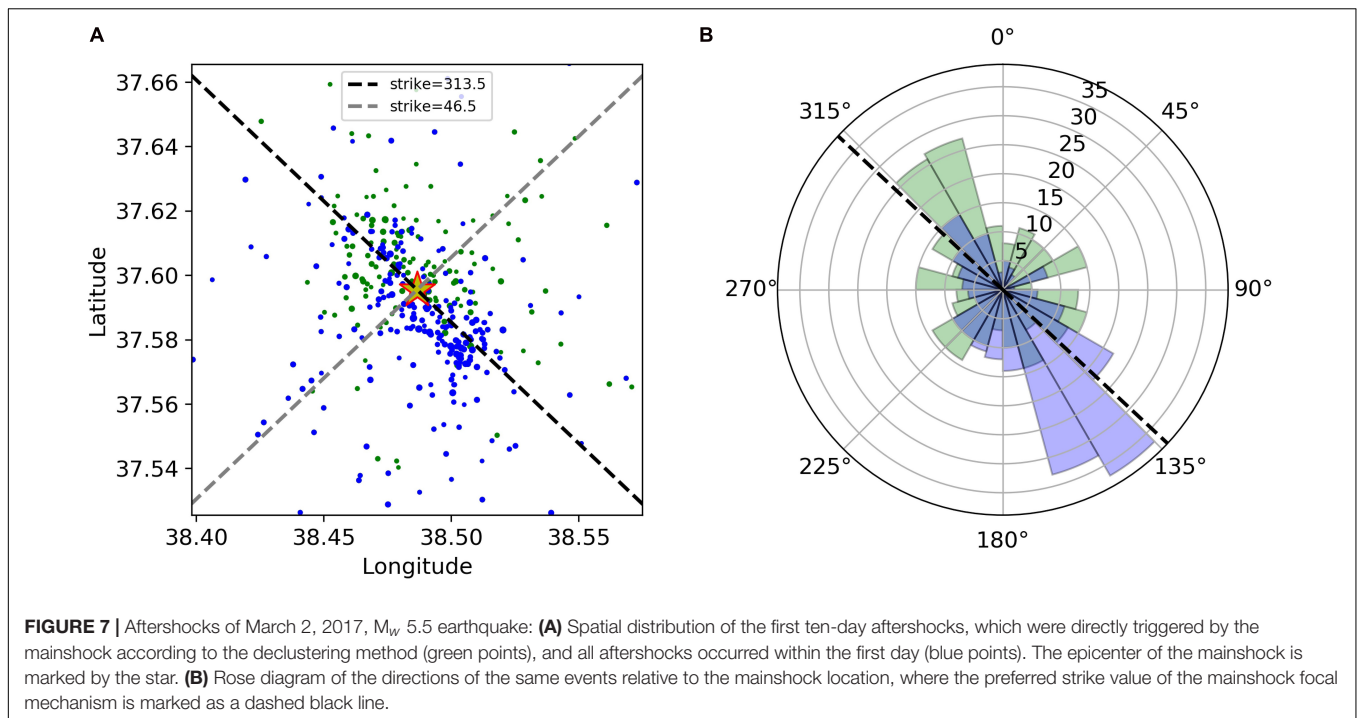 A
B
37.66
37.64
37.62
37.60
37.58
37.56
37.54
Latitude
38.40
38.45
38.50
38.55
Longitude
strike=313.5
strike=46.5
0°
45°
90°
135°
180°
225°
270°
315°
5
10
15
20
25
30
35
FIGURE 7 | Aftershocks of March 2, 2017, Mw 5.5 earthquake: (A) Spatial distribution of the first ten-day aftershocks, which were directly triggered by the
mainshock according to the declustering method (green points), and all aftershocks occurred within the first day (blue points). The epicenter of the mainshock is
marked by the star. (B) Rose diagram of the directions of the same events relative to the mainshock location, where the preferred strike value of the mainshock focal
mechanism is marked as a dashed black line.